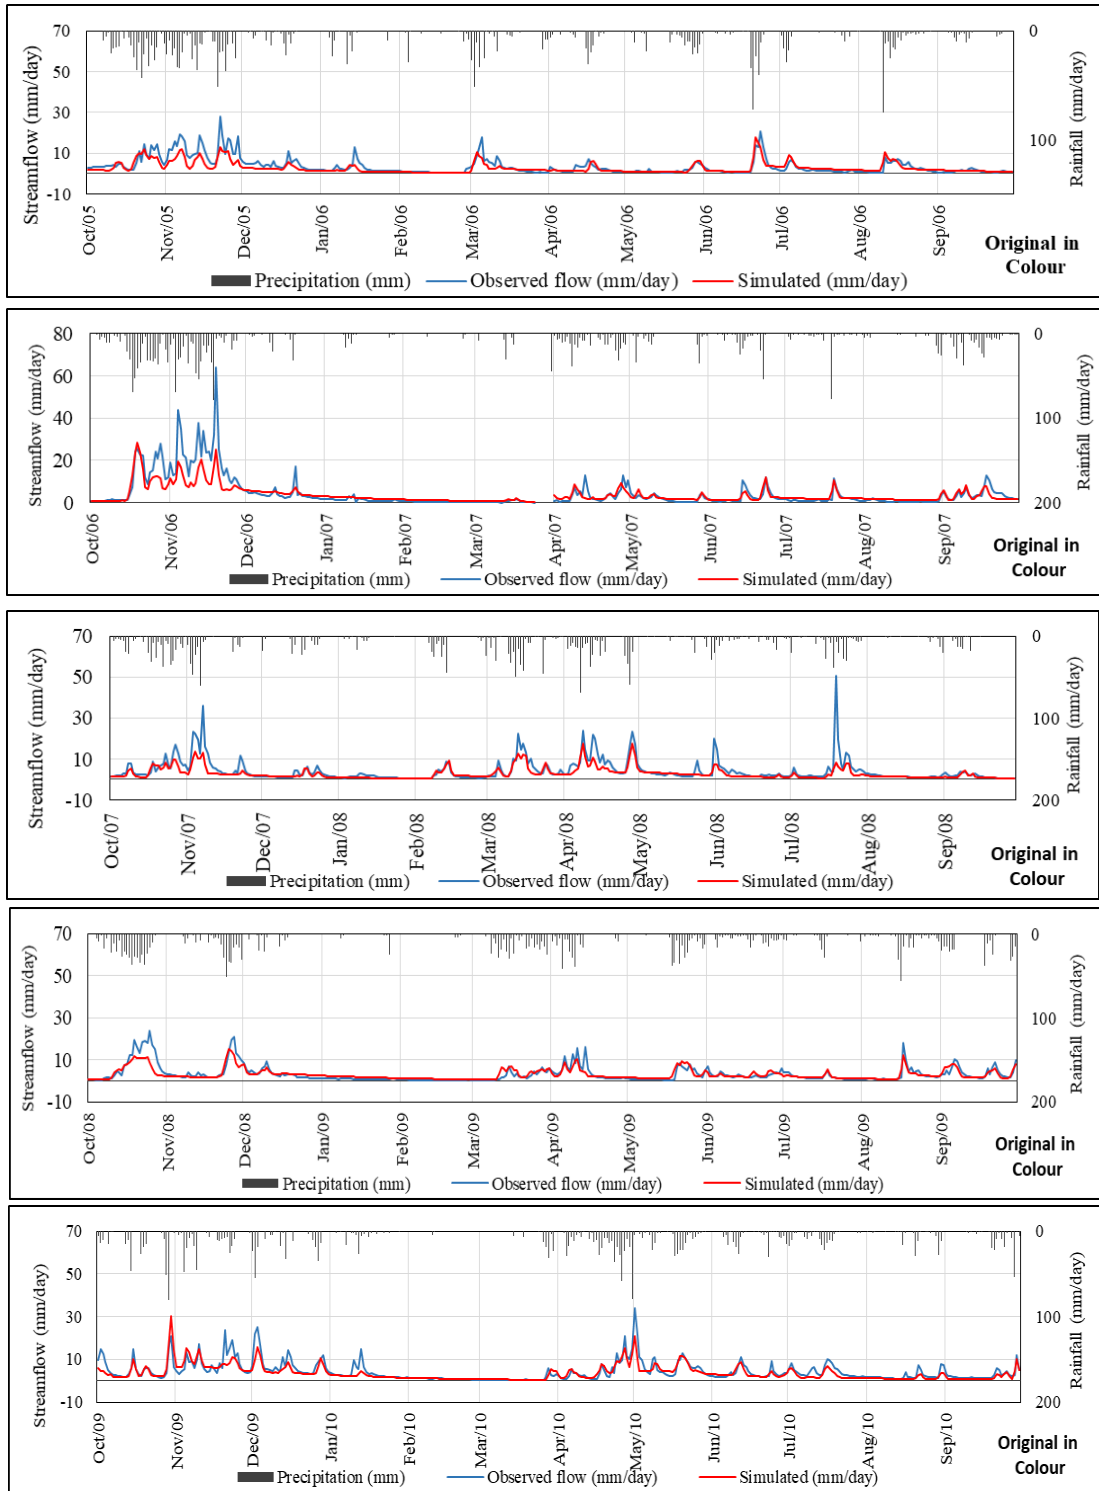 70
50
30
10
-10
Streamflow (mm/day)
0
100
Rainfall (mm/day)
Oct/05
Nov/05
Dec/05
Jan/06
Feb/06
Mar/06
Apr/06
May/06
Jun/06
Jul/06
Aug/06
Sep/06
Original in
Colour
Precipitation (mm)
Observed flow (mm/day)
Simulated (mm/day)
80
60
40
20
0
Streamflow (mm/day)
0
100
200
Rainfall (mm/day)
Oct/06
Nov/06
Dec/06
Jan/07
Feb/07
Mar/07
Apr/07
May/07
Jun/07
Jul/07
Aug/07
Sep/07
Original in
Colour
Precipitation (mm)
Observed flow (mm/day)
Simulated (mm/day)
70
50
30
10
-10
Streamflow (mm/day)
0
100
200
Rainfall (mm/day)
Oct/07
Nov/07
Dec/07
Jan/08
Feb/08
Mar/08
Apr/08
May/08
Jun/08
Jul/08
Aug/08
Sep/08
Original in
Colour
Precipitation (mm)
Observed flow (mm/day)
Simulated (mm/day)
70
50
30
10
-10
Streamflow (mm/day)
0
100
200
Rainfall (mm/day)
Oct/08
Nov/08
Dec/08
Jan/09
Feb/09
Mar/09
Apr/09
May/09
Jun/09
Jul/09
Aug/09
Sep/09
Original in
Colour
Precipitation (mm)
Observed flow (mm/day)
Simulated (mm/day)
70
50
30
10
-10
Streamflow (mm/day)
0
100
200
Rainfall (mm/day)
Oct/09
Nov/09
Dec/09
Jan/10
Feb/10
Mar/10
Apr/10
May/10
Jun/10
Jul/10
Aug/10
Sep/10
Original in
Colour
Precipitation (mm)
Observed flow (mm/day)
Simulated (mm/day)